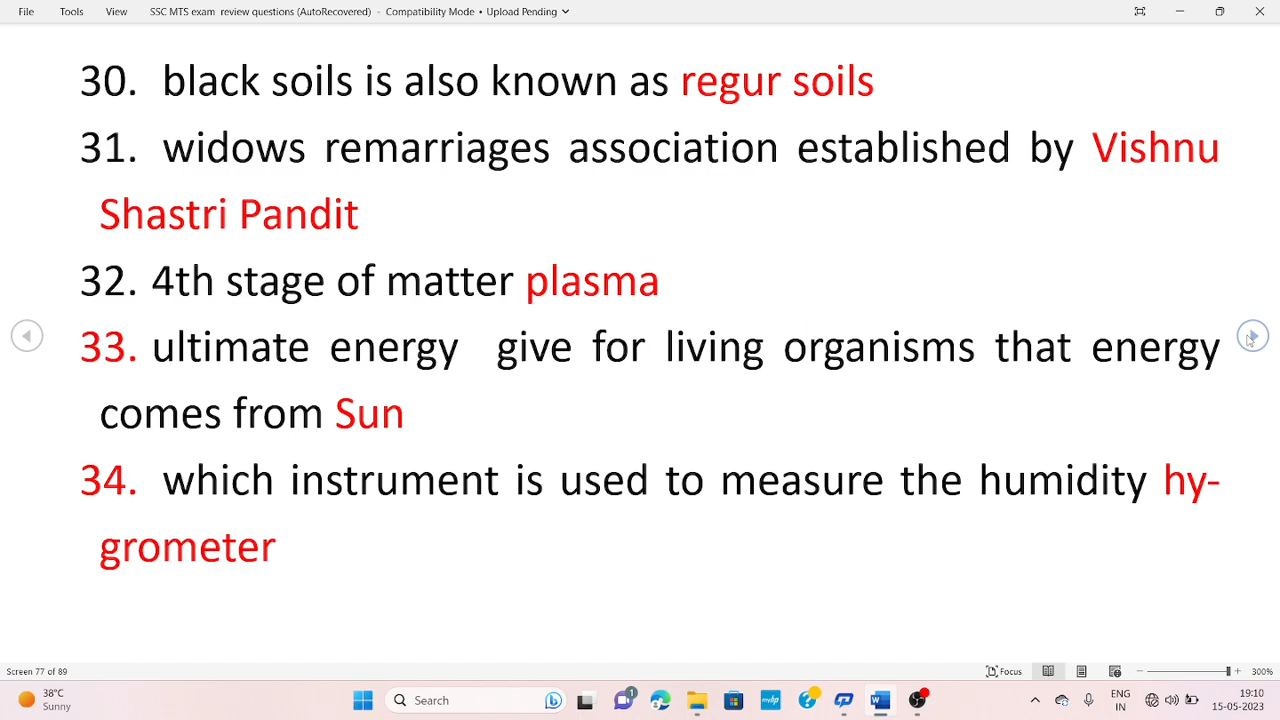 File Tools View SSC MTS exam review questions (AutoRecovered) - Compatibility Mode • Upload Pending
30. black soils is also known as regur soils
31. widows remarriages association established by Vishnu
Shastri Pandit
32. 4th stage of matter plasma
33. ultimate energy give for living organisms that energy
comes from Sun
34. which instrument is used to measure the humidity hy-
grometer
Screen 77 of 89 Focus 300%
38°C
Sunny
Search
1
myhp
ENG
IN
19:10
15-05-2023